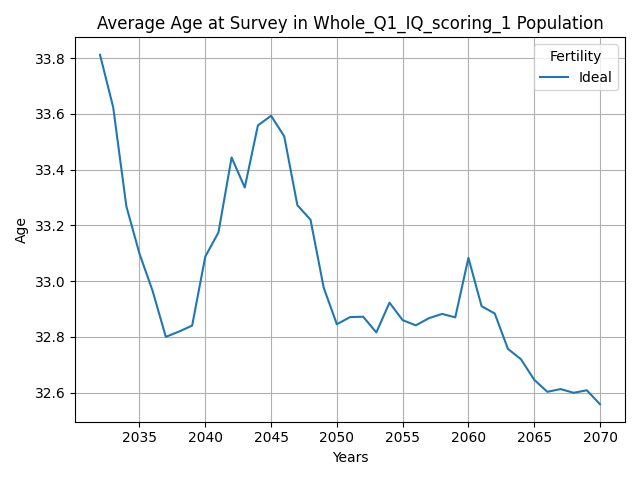 Average Age at Survey in Whole_Q1_IQ_scoring_1 Population
Fertility
Ideal
33.8
33.6
33.4
33.2
33.0
32.8
32.6
Age
2035 2040 2045 2050 2055 2060 2065 2070
Years